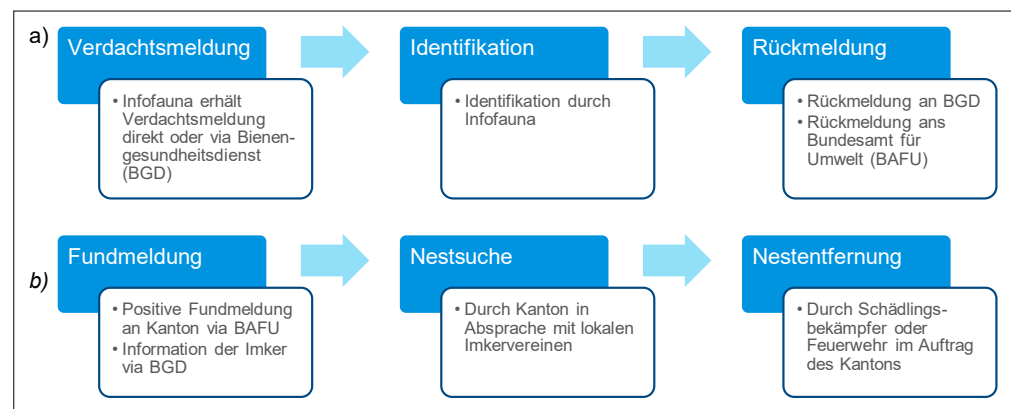 a)
Verdachtsmeldung
• Infofauna erhält
Verdachtsmeldung
direkt oder via Bienen-
gesundheitsdienst
(BGD)
Identifikation
• Identifikation durch
Infofauna
Rückmeldung
• Rückmeldung an BGD
• Rückmeldung ans
Bundesamt für
Umwelt (BAFU)
b)
Fundmeldung
• Positive Fundmeldung
an Kanton via BAFU
• Information der Imker
via BGD
Nestsuche
• Durch Kanton in
Absprache mit lokalen
Imkervereinen
Nestentfernung
• Durch Schädlings-
bekämpfer oder
Feuerwehr im Auftrag
des Kantons